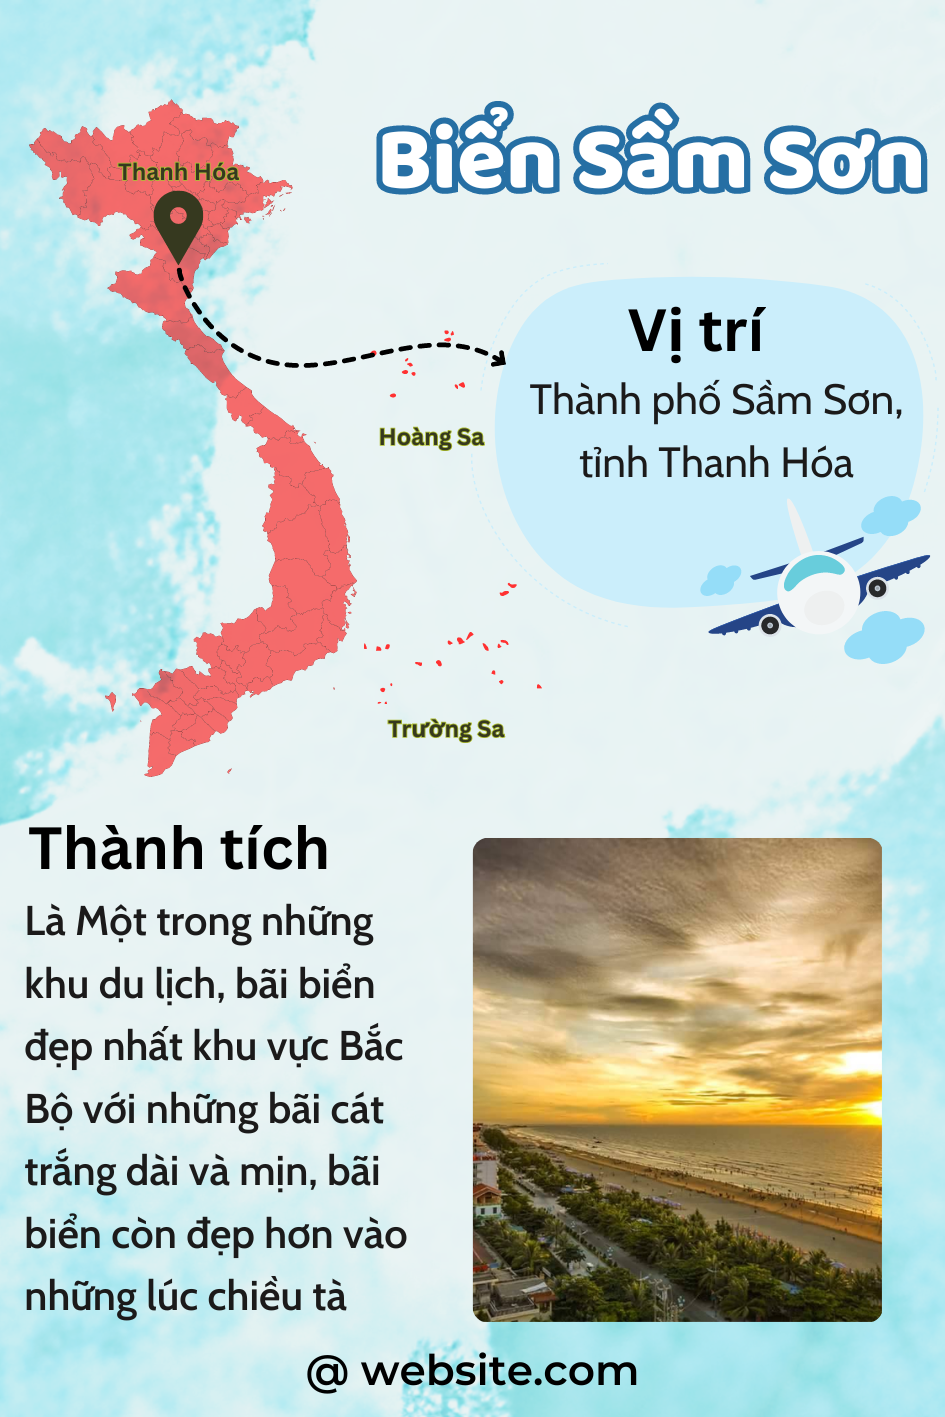 Biển Sầm Sơn
Thanh Hóa
Vị trí
Thành phố Sầm Sơn,
tỉnh Thanh Hóa
Hoàng Sa
Trường Sa
Thành tích
Là Một trong những
khu du lịch, bãi biển
đẹp nhất khu vực Bắc
Bộ với những bãi cát
trắng dài và mịn, bãi
biển còn đẹp hơn vào
những lúc chiều tà
@ website.com